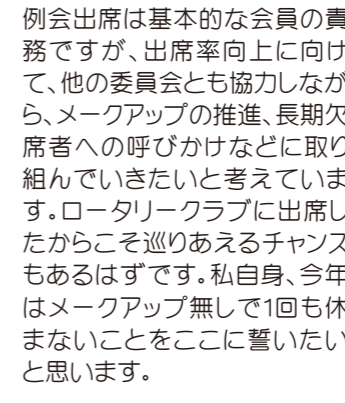 例会出席は基本的な会員の責
務ですが、出席率向上に向け
て、他の委員会とも協力しなが
ら、メークアップの推進、長期欠
席者への呼びかけなどに取り
組んでいきたいと考えていま
す。ロータリークラブに出席し
たからこそ巡りあえるチャンス
もあるはずです。私自身、今年
はメークアップ無しで1回も休
まないことをここに誓いたい
と思います。